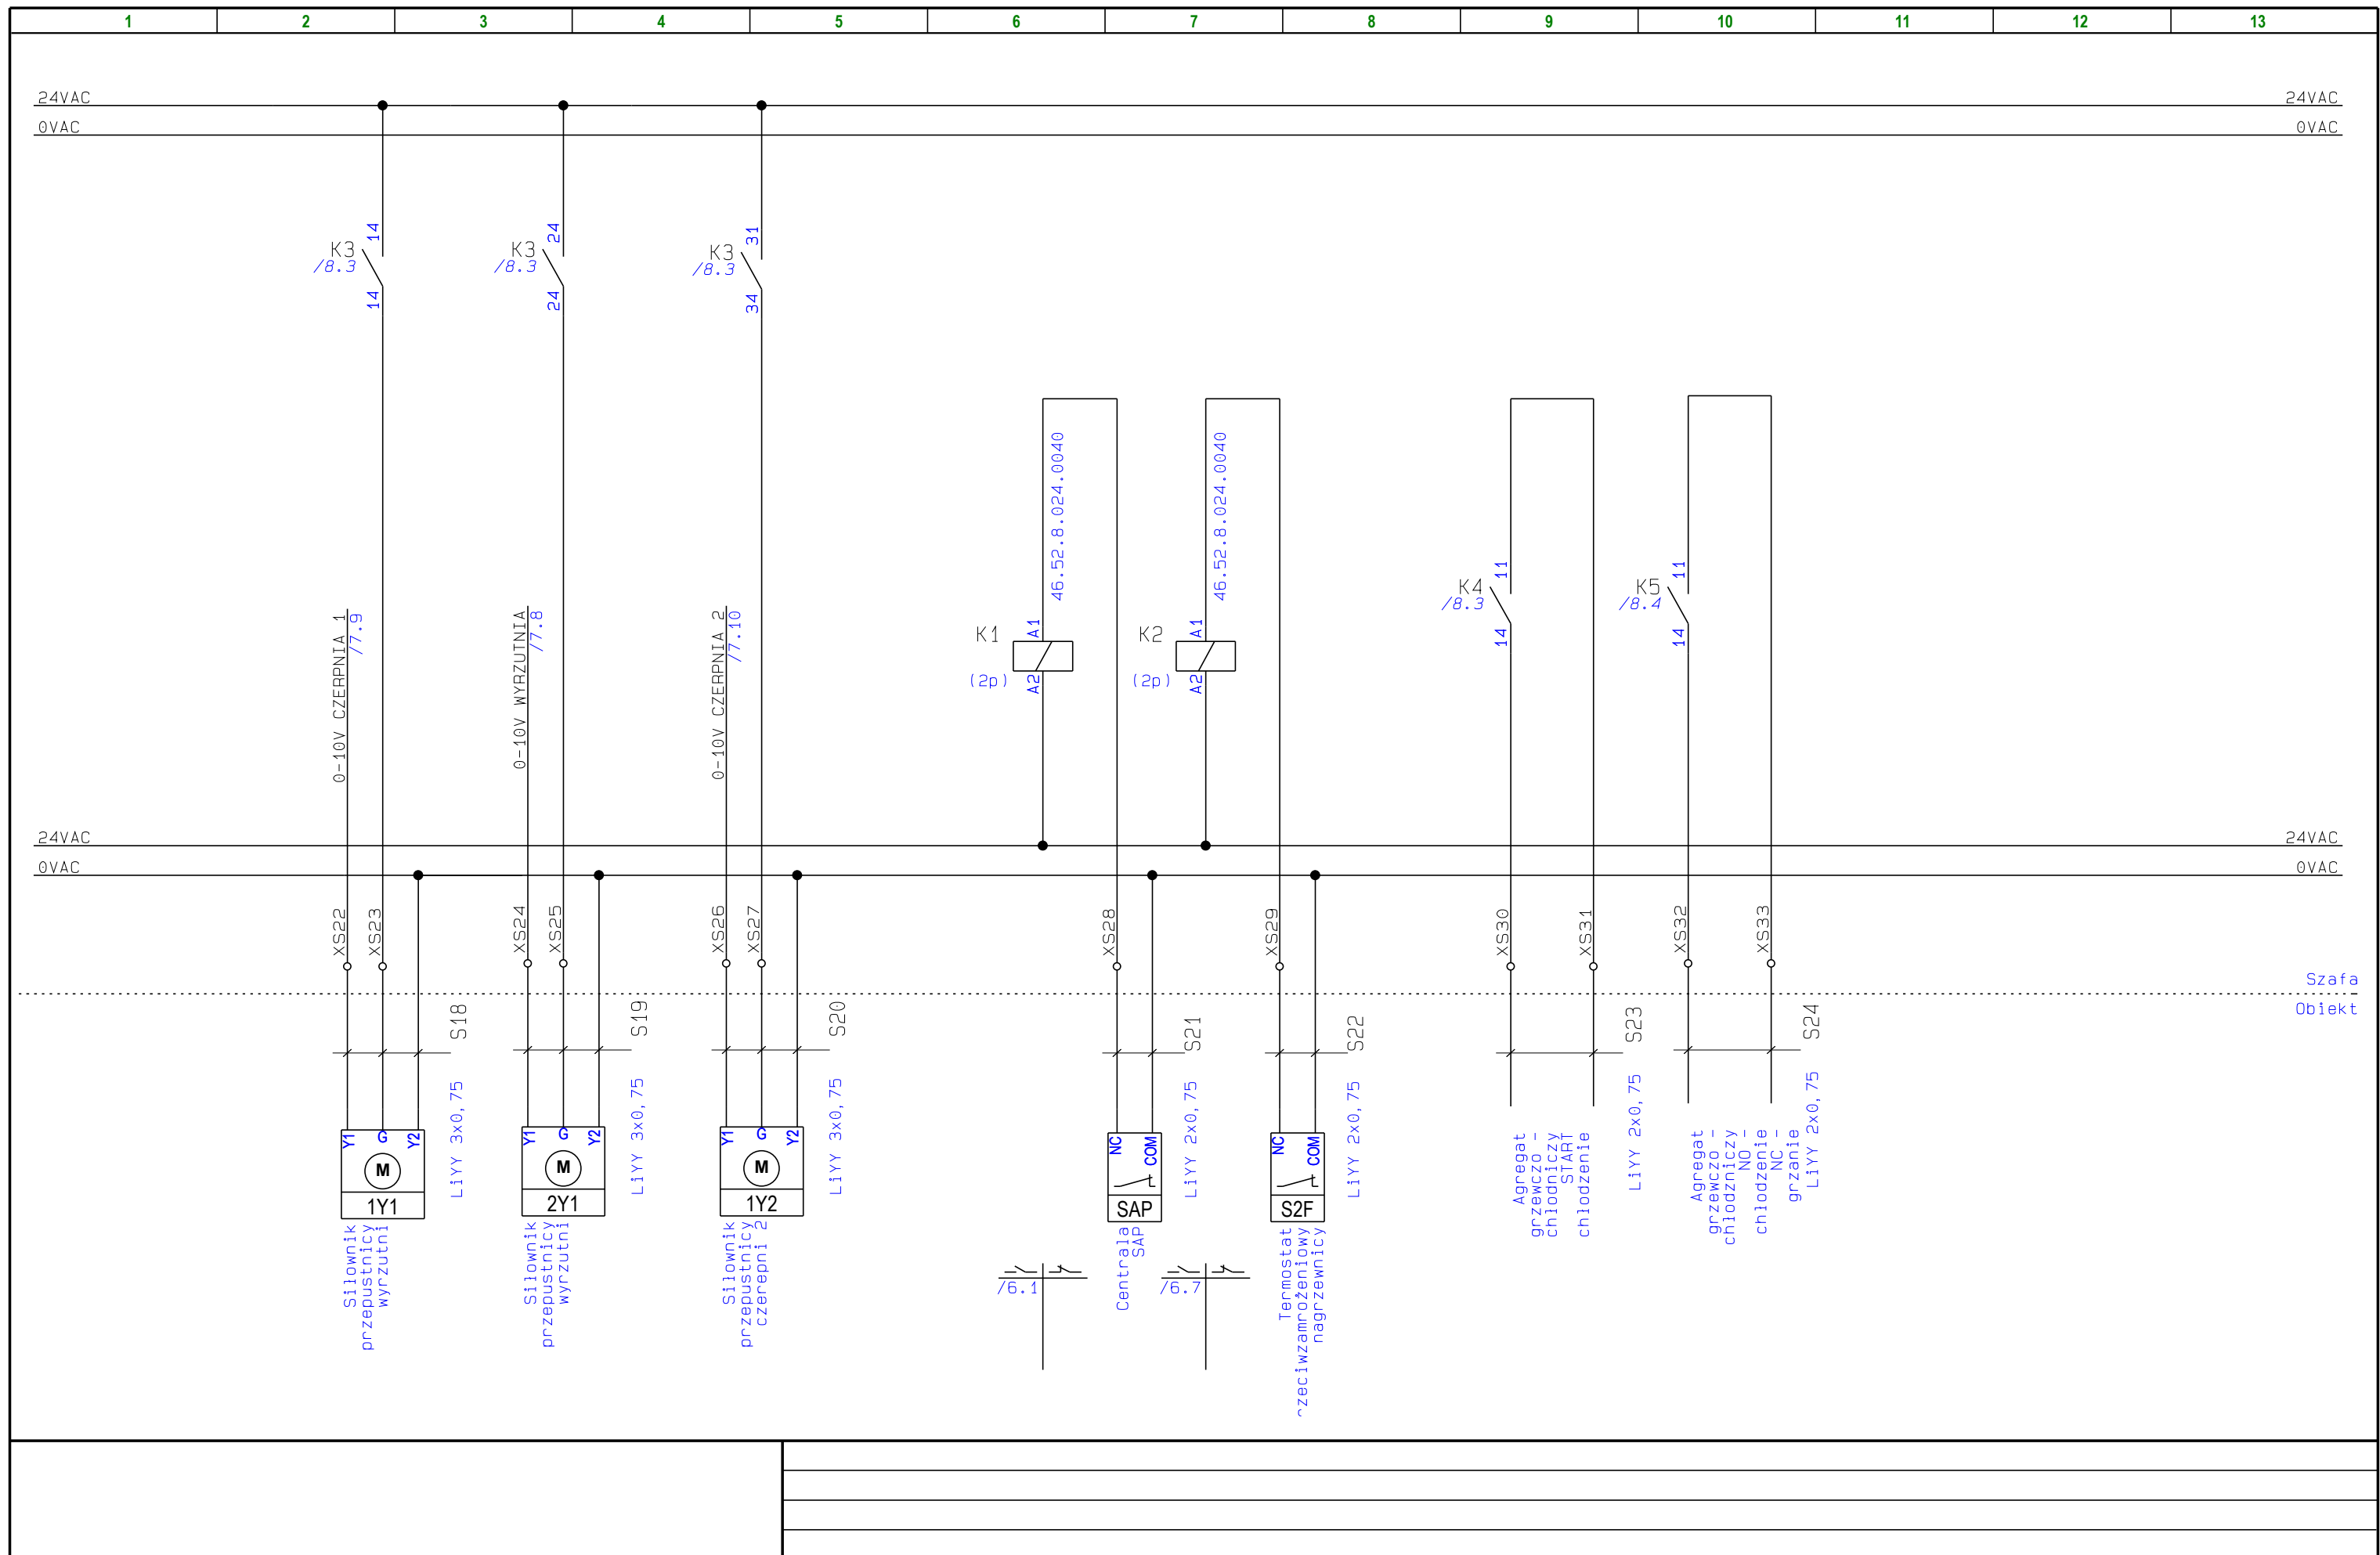 1 2 3 4 5 6 7 8 9 10 11 12 13
24VAC 24VAC
0VAC 0VAC
K3
/8.3
14
14
K3
/8.3
24
24
K3
/8.3
31
34
0-10V CZERPNIA 1
/7.9
0-10V WYRZUTNIA
/7.8
0-10V CZERPNIA 2
/7.10
K1
(2p)
A1
A2
46.52.8.024.0040
K2
(2p)
A1
A2
46.52.8.024.0040
K4
/8.3
11
14
K5
/8.4
11
14
24VAC 24VAC
0VAC 0VAC
XS22
XS23
XS24
XS25
XS26
XS27
XS28
XS29
XS30
XS31
XS32
XS33
Szafa
Obiekt
S18
S19
S20
S21
S22
S23
S24
LiYY 3x0,75
LiYY 3x0,75
LiYY 3x0,75
LiYY 2x0,75
LiYY 2x0,75
LiYY 2x0,75
LiYY 2x0,75
Y1 G Y2
M
1Y1
Siłownik
przepustnicy
wyrzutni
Y1 G Y2
M
2Y1
Siłownik
przepustnicy
wyrzutni
Y1 G Y2
M
1Y2
Siłownik
przepustnicy
czerepni 2
NC COM
SAP
Centrala
SAP
NC COM
S2F
Termostat
zeciwzamrożeniowy
nagrzewnicy
Agregat
grzewczo -
chłodniczy
START
chłodzenie
Agregat
grzewczo -
chłodzniczy
NO -
chłodzenie
NC -
grzanie
/6.1
/6.7